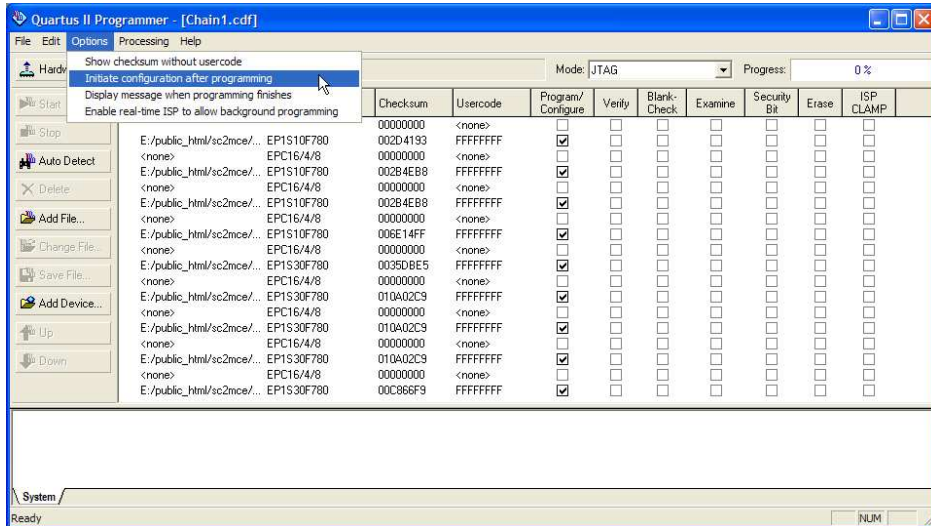 Quartus II Programmer - [Chain1.cdf]
File Edit Options Processing Help
Show checksum without usercode
Initiate configuration after programming
Display message when programming finishes
Enable real-time ISP to allow background programming
Mode: JTAG Progress: 0 %
Start
Stop
Auto Detect
Delete
Add File...
Change File...
Save File...
Add Device...
Up
Down
Checksum Usercode Program/ Configure Verify Blank- Check Examine Security Bit Erase ISP CLAMP
00000000 <none>
E:/public_html/sc2mce/... EP1S10F780 002D4193 FFFFFFFF
<none> EPC16/4/8 00000000 <none>
E:/public_html/sc2mce/... EP1S10F780 002B4EB8 FFFFFFFF
<none> EPC16/4/8 00000000 <none>
E:/public_html/sc2mce/... EP1S10F780 002B4EB8 FFFFFFFF
<none> EPC16/4/8 00000000 <none>
E:/public_html/sc2mce/... EP1S10F780 006E14FF FFFFFFFF
<none> EPC16/4/8 00000000 <none>
E:/public_html/sc2mce/... EP1S30F780 0035DBE5 FFFFFFFF
<none> EPC16/4/8 00000000 <none>
E:/public_html/sc2mce/... EP1S30F780 010A02C9 FFFFFFFF
<none> EPC16/4/8 00000000 <none>
E:/public_html/sc2mce/... EP1S30F780 010A02C9 FFFFFFFF
<none> EPC16/4/8 00000000 <none>
E:/public_html/sc2mce/... EP1S30F780 010A02C9 FFFFFFFF
<none> EPC16/4/8 00000000 <none>
E:/public_html/sc2mce/... EP1S30F780 00C866F9 FFFFFFFF
System
Ready NUM